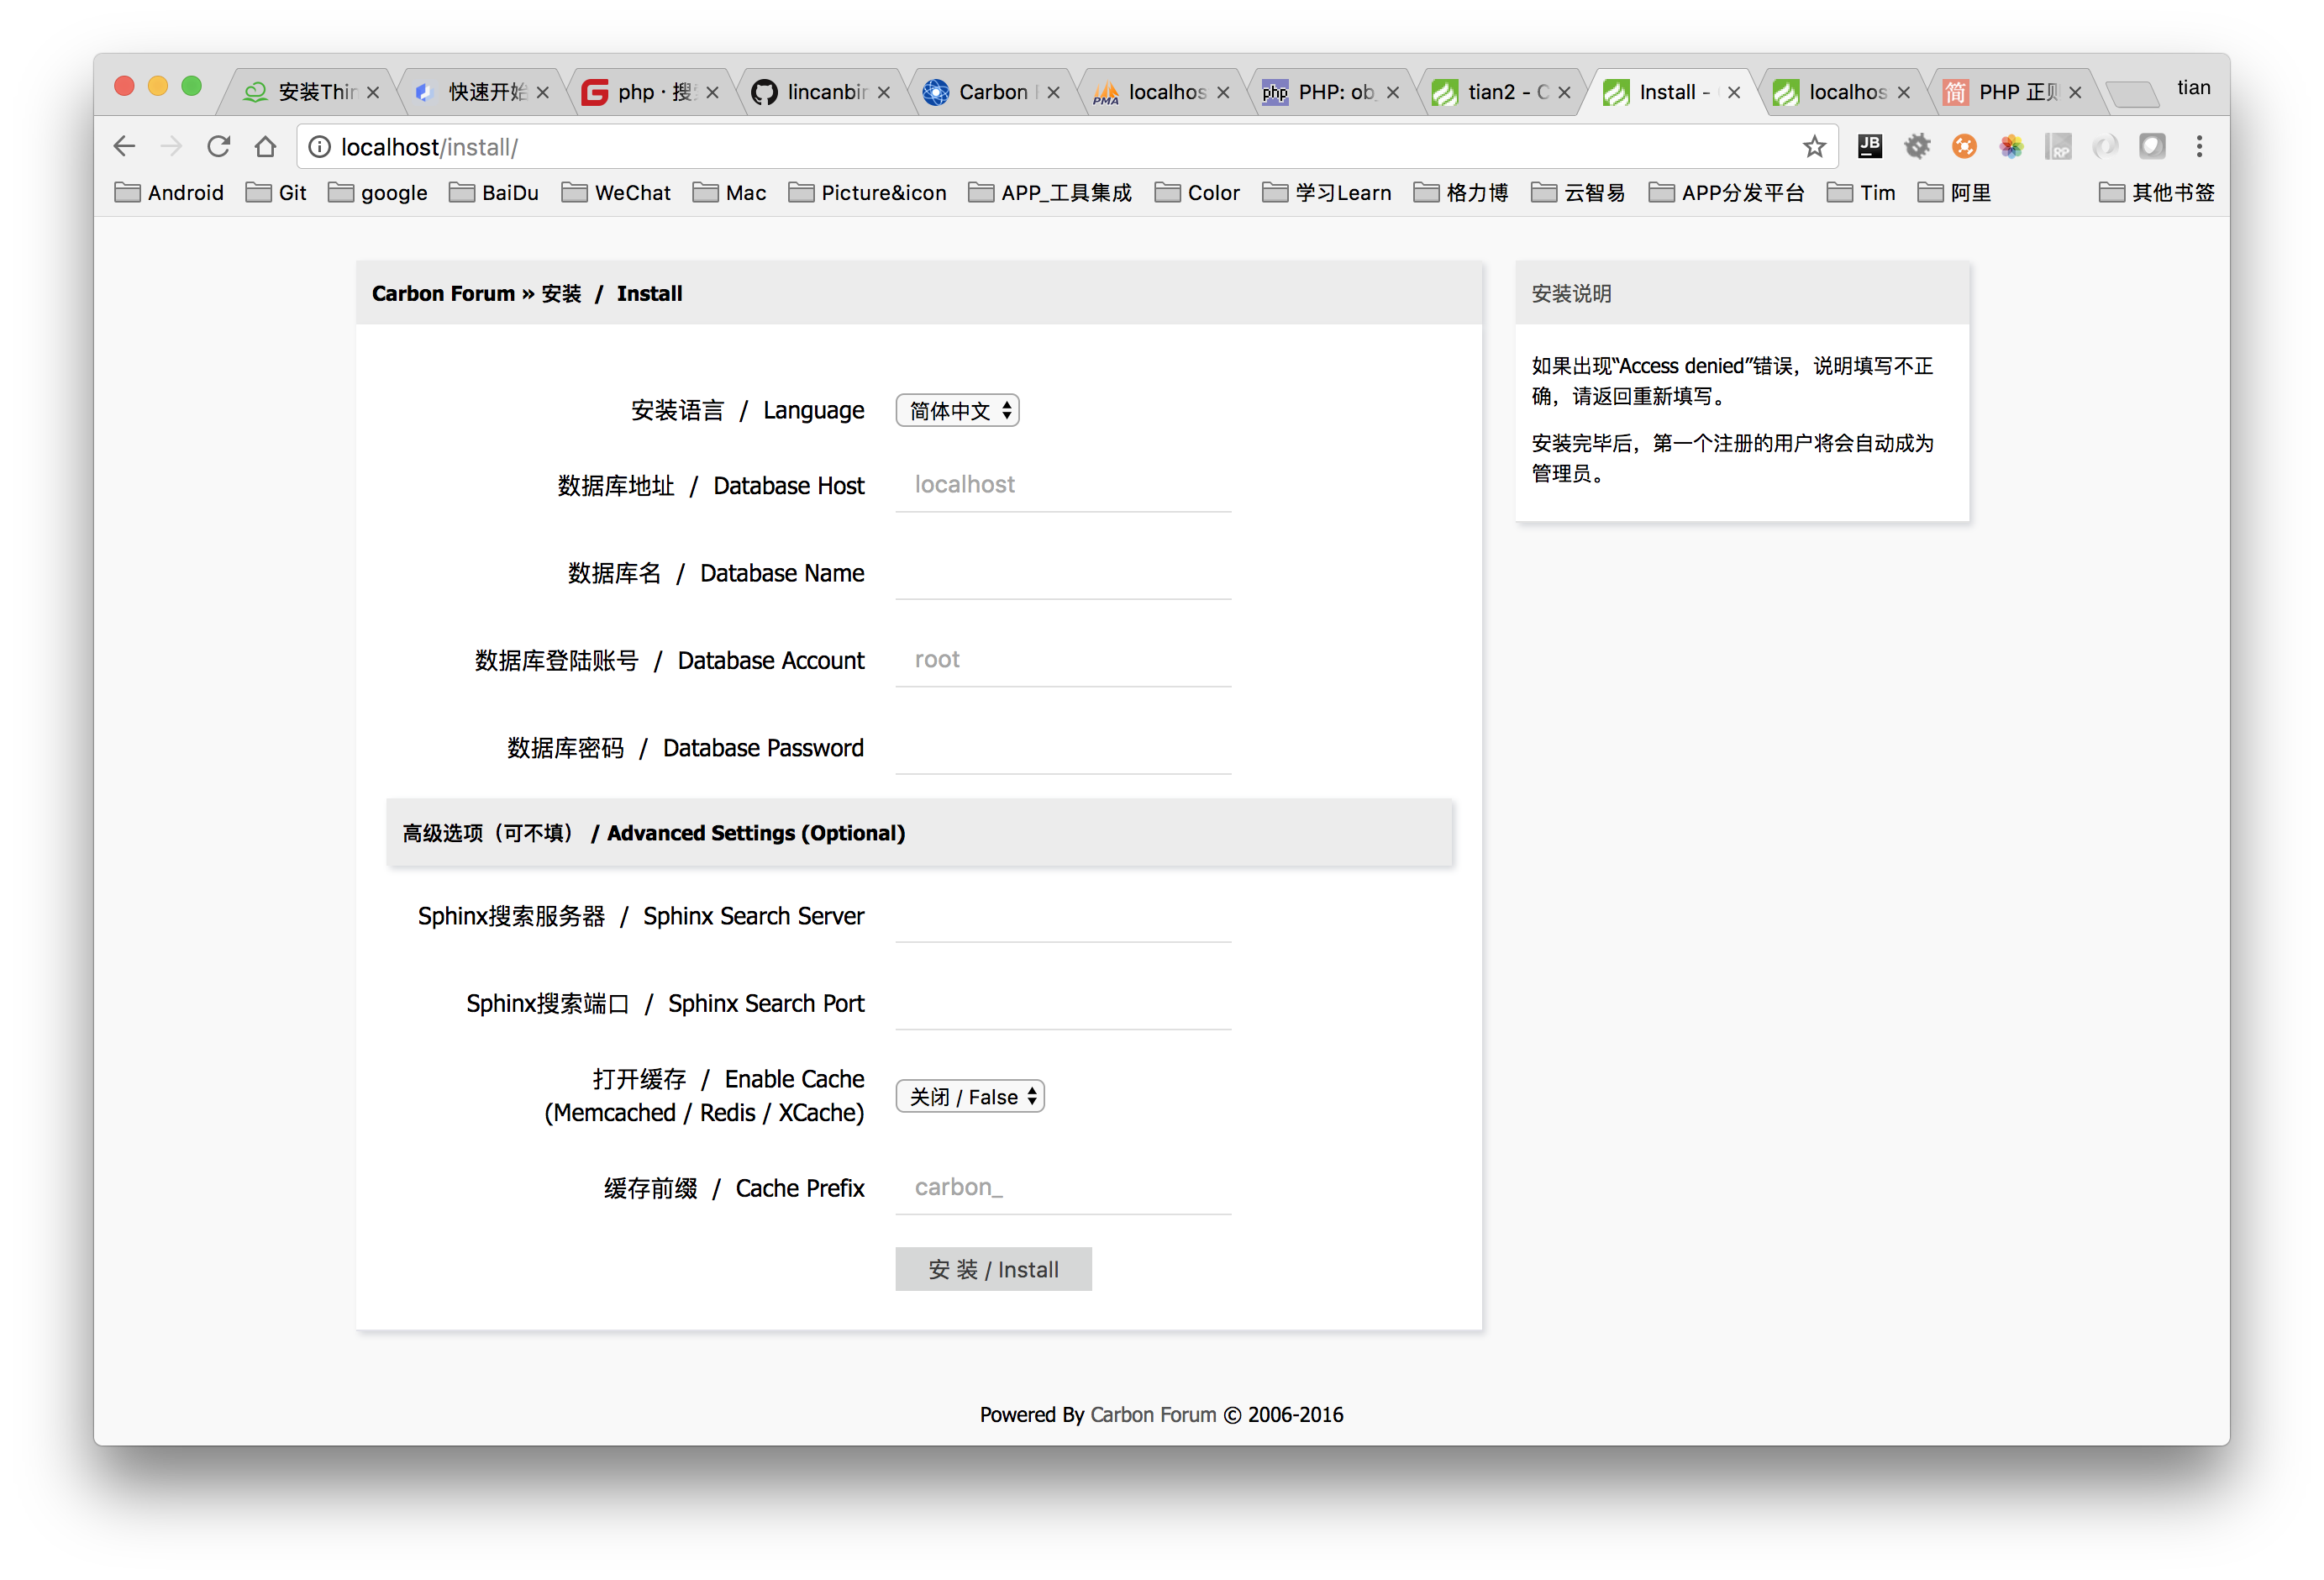 安装Thin
快速开始
php · 搜索
lincanbin
Carbon
localhos
PHP: ob_
tian2 - C
Install -
localhos
PHP 正则
tian
localhost/install/
Android
Git
google
BaiDu
WeChat
Mac
Picture&icon
APP_工具集成
Color
学习Learn
格力博
云智易
APP分发平台
Tim
阿里
其他书签
Carbon Forum » 安装 / Install
安装语言 / Language 简体中文
数据库地址 / Database Host localhost
数据库名 / Database Name
数据库登陆账号 / Database Account root
数据库密码 / Database Password
高级选项（可不填） / Advanced Settings (Optional)
Sphinx搜索服务器 / Sphinx Search Server
Sphinx搜索端口 / Sphinx Search Port
打开缓存 / Enable Cache
(Memcached / Redis / XCache) 关闭 / False
缓存前缀 / Cache Prefix carbon_
安 装 / Install
安装说明
如果出现“Access denied”错误，说明填写不正
确，请返回重新填写。
安装完毕后，第一个注册的用户将会自动成为
管理员。
Powered By Carbon Forum © 2006-2016